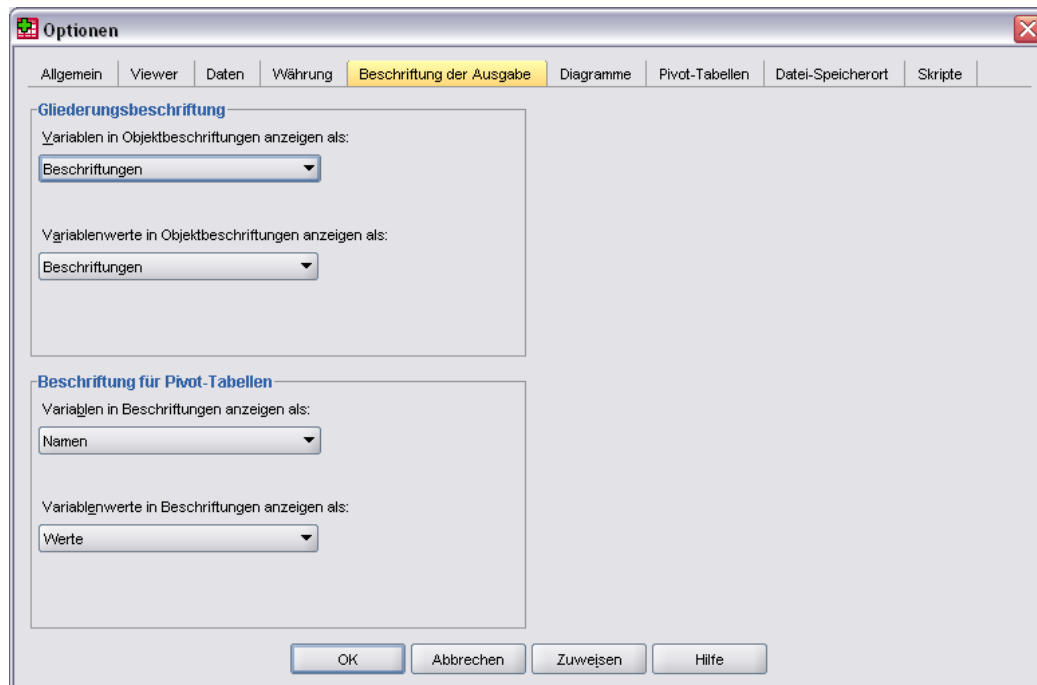 Optionen
Allgemein Viewer Daten Währung Beschriftung der Ausgabe Diagramme Pivot-Tabellen Datei-Speicherort Skripte
Gliederungsbeschriftung
Variablen in Objektbeschriftungen anzeigen als:
Beschriftungen
Variablenwerte in Objektbeschriftungen anzeigen als:
Beschriftungen
Beschriftung für Pivot-Tabellen
Variablen in Beschriftungen anzeigen als:
Namen
Variablenwerte in Beschriftungen anzeigen als:
Werte
OK Abbrechen Zuweisen Hilfe